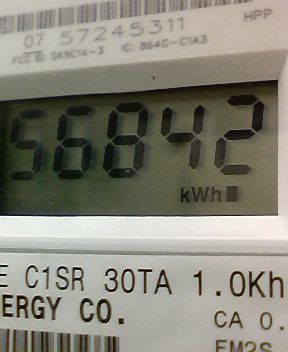 07 57245311
HPP
FCC ID: SK9C1A-3 IC: 864G-C1A3
56842
kWh
E C1SR 30TA 1.0Kh
ERGY CO.
CA 0.
FM2S